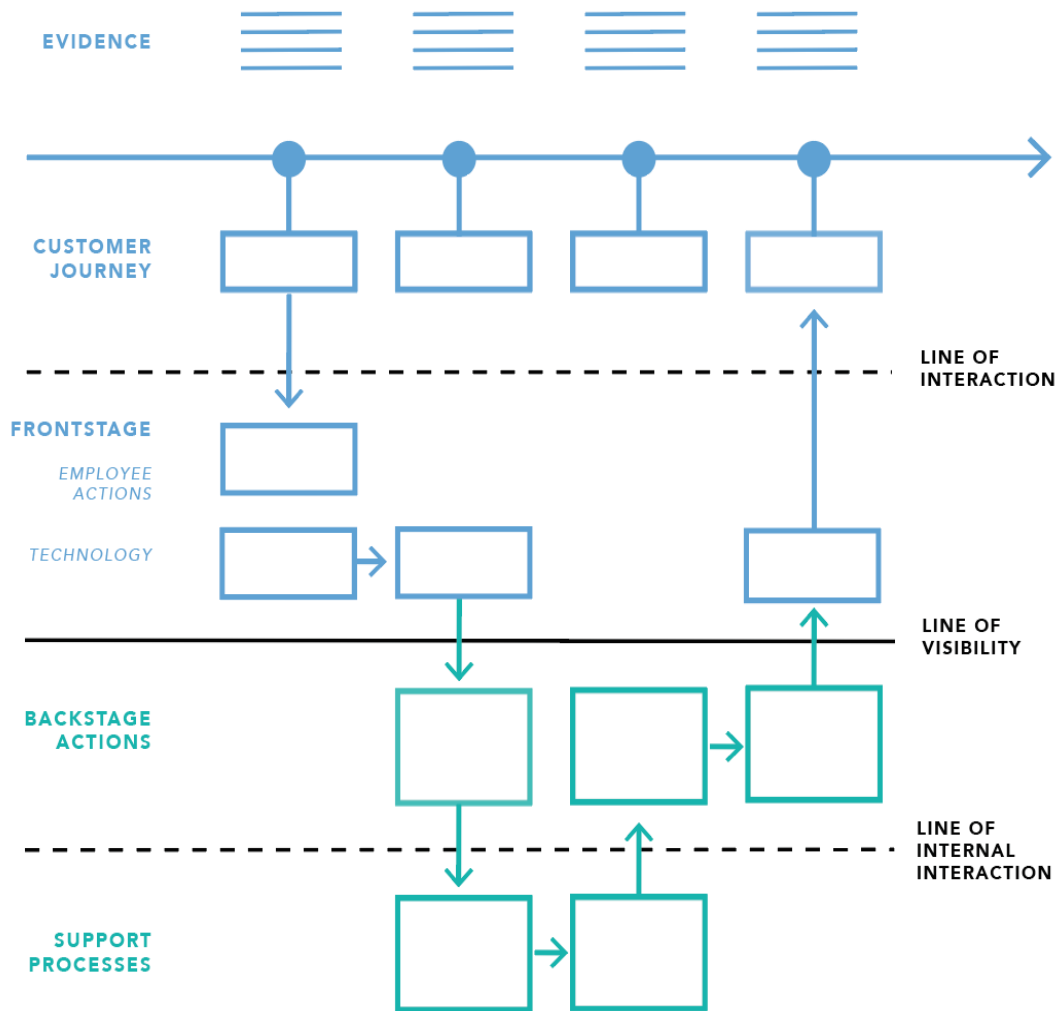 EVIDENCE
CUSTOMER
JOURNEY
LINE OF
INTERACTION
FRONTSTAGE
EMPLOYEE
ACTIONS
TECHNOLOGY
LINE OF
VISIBILITY
BACKSTAGE
ACTIONS
LINE OF
INTERNAL
INTERACTION
SUPPORT
PROCESSES